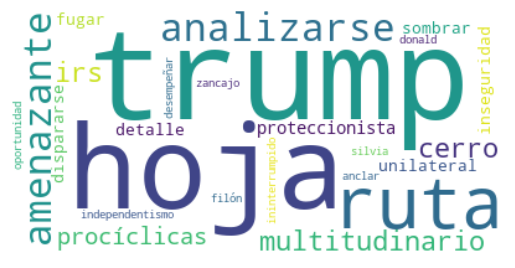 fugar
analizarse
sombrar
donald
trump
amenazante
irs
desempeñar
zancajo
inseguridad
oportunidad
dispararse
detalle
proteccionista
hoja
cerro
ininterrumpido
silvia
unilateral
anclar
ruta
filón
independentismo
procíclicas
multitudinario